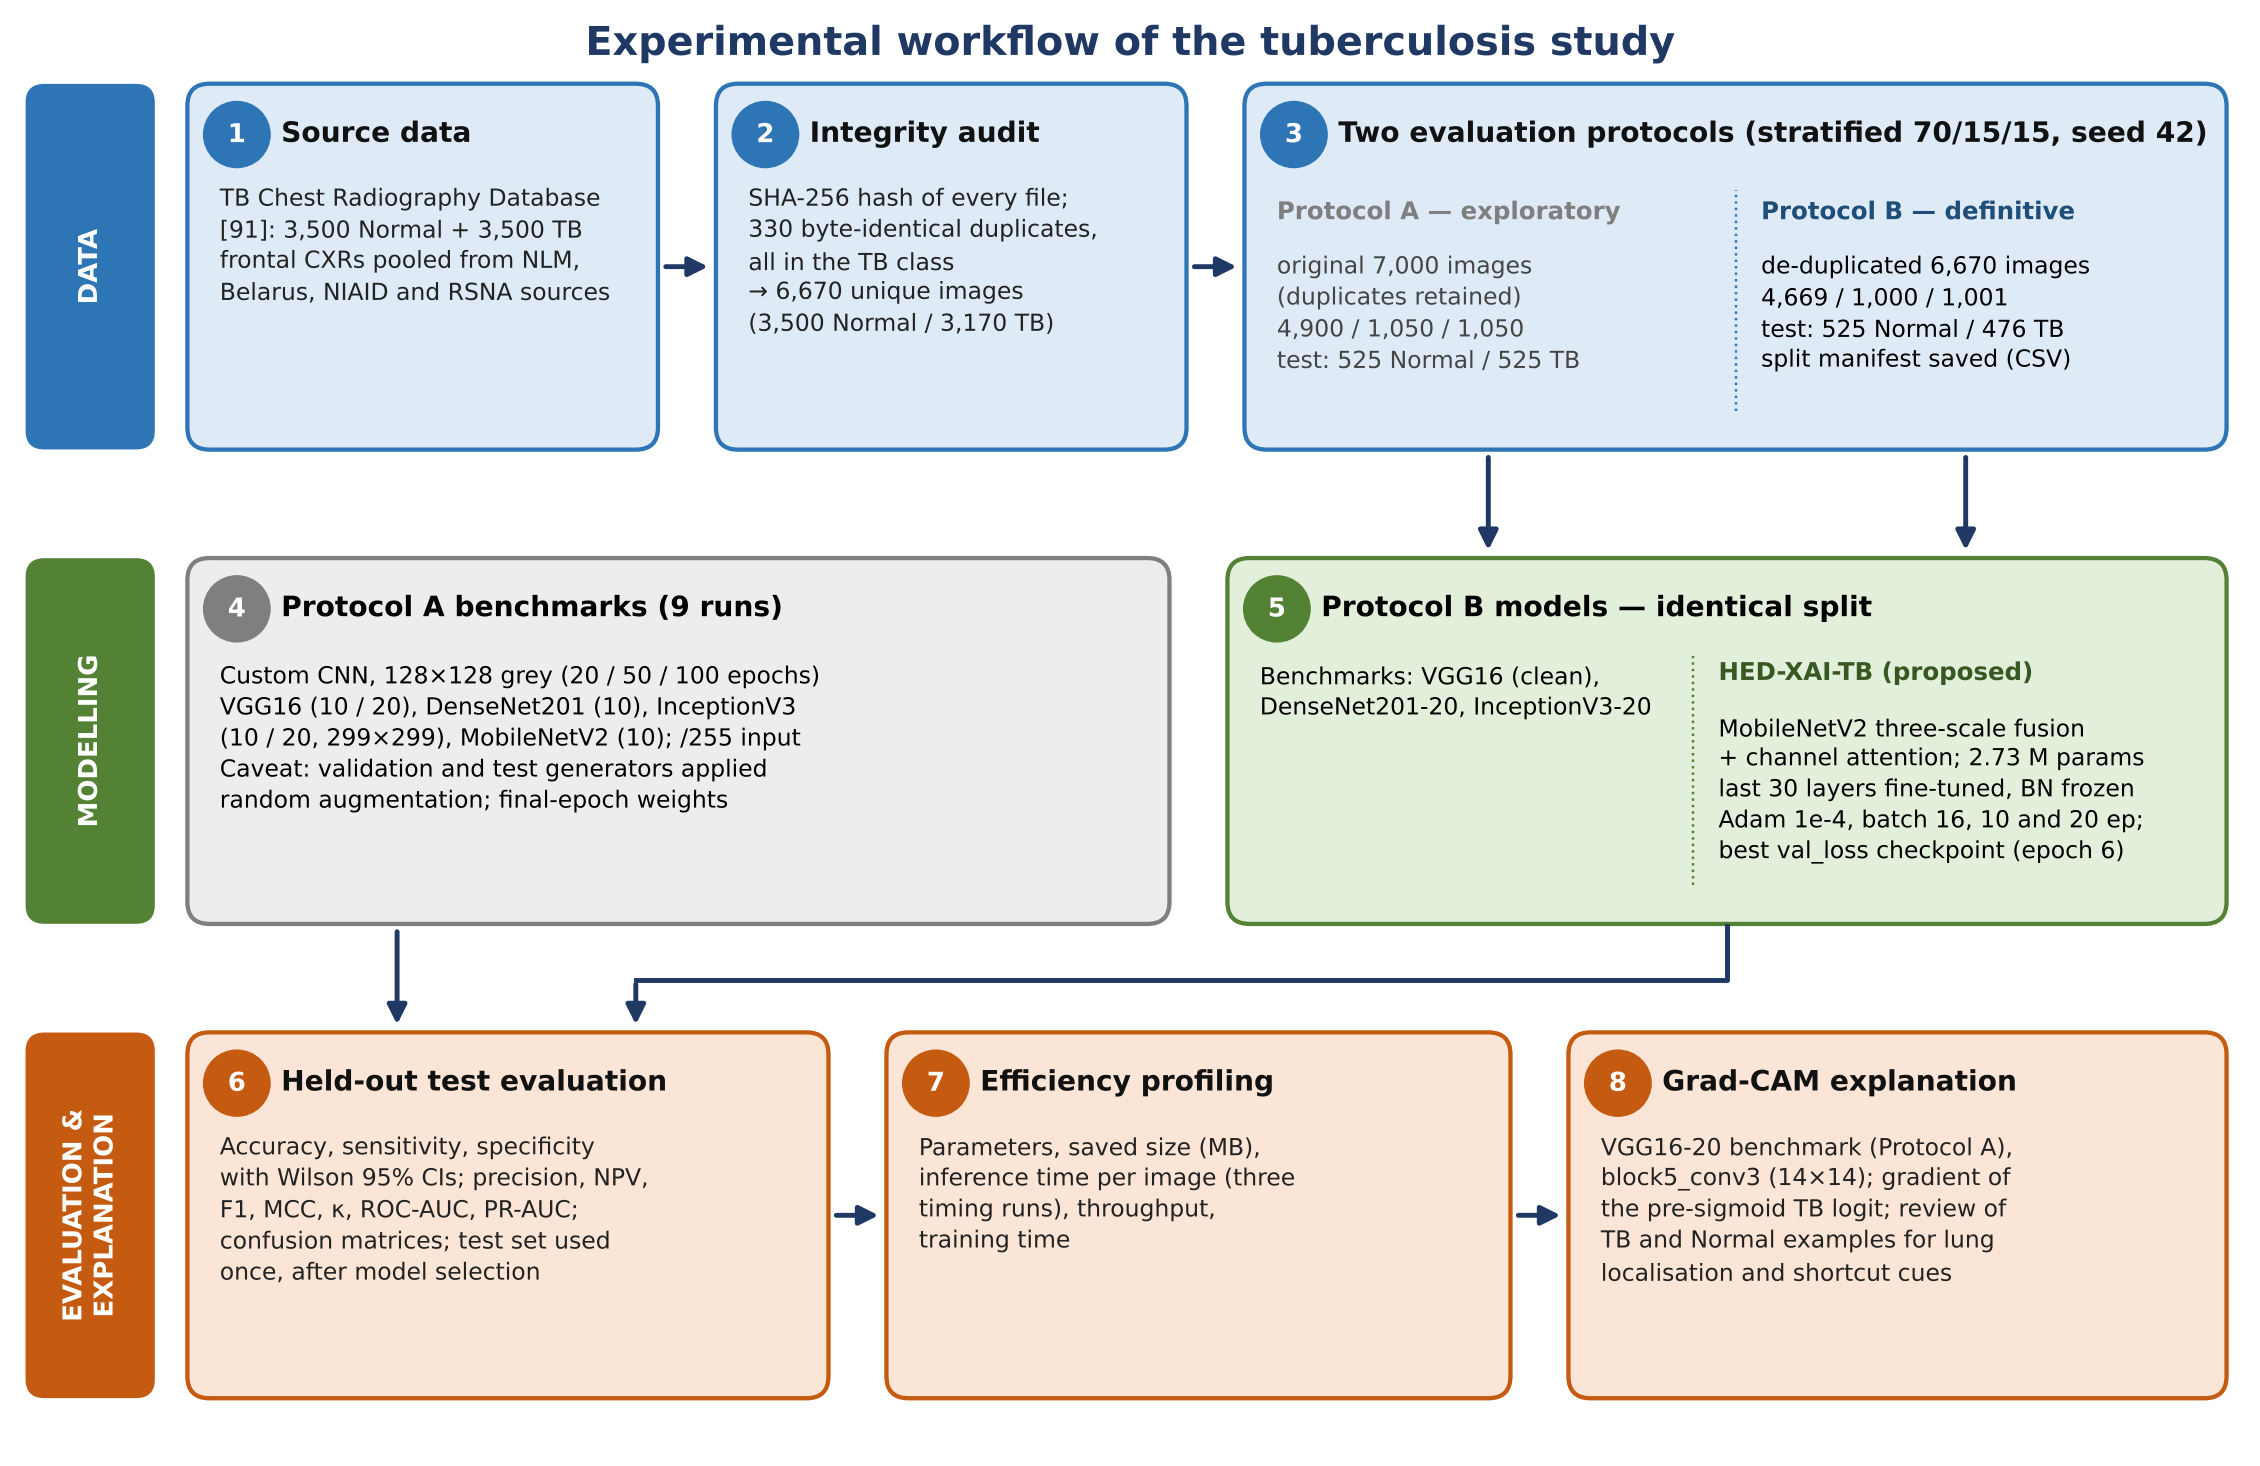 Experimental workflow of the tuberculosis study
DATA
1
Source data
TB Chest Radiography Database
[91]: 3,500 Normal + 3,500 TB
frontal CXRs pooled from NLM,
Belarus, NIAID and RSNA sources
2
Integrity audit
SHA-256 hash of every file;
330 byte-identical duplicates,
all in the TB class
→ 6,670 unique images
(3,500 Normal / 3,170 TB)
3
Two evaluation protocols (stratified 70/15/15, seed 42)
Protocol A — exploratory
original 7,000 images
(duplicates retained)
4,900 / 1,050 / 1,050
test: 525 Normal / 525 TB
Protocol B — definitive
de-duplicated 6,670 images
4,669 / 1,000 / 1,001
test: 525 Normal / 476 TB
split manifest saved (CSV)
MODELLING
4
Protocol A benchmarks (9 runs)
Custom CNN, 128×128 grey (20 / 50 / 100 epochs)
VGG16 (10 / 20), DenseNet201 (10), InceptionV3
(10 / 20, 299×299), MobileNetV2 (10); /255 input
Caveat: validation and test generators applied
random augmentation; final-epoch weights
5
Protocol B models — identical split
Benchmarks: VGG16 (clean),
DenseNet201-20, InceptionV3-20
HED-XAI-TB (proposed)
MobileNetV2 three-scale fusion
+ channel attention; 2.73 M params
last 30 layers fine-tuned, BN frozen
Adam 1e-4, batch 16, 10 and 20 ep;
best val_loss checkpoint (epoch 6)
EVALUATION &
EXPLANATION
6
Held-out test evaluation
Accuracy, sensitivity, specificity
with Wilson 95% CIs; precision, NPV,
F1, MCC, κ, ROC-AUC, PR-AUC;
confusion matrices; test set used
once, after model selection
7
Efficiency profiling
Parameters, saved size (MB),
inference time per image (three
timing runs), throughput,
training time
8
Grad-CAM explanation
VGG16-20 benchmark (Protocol A),
block5_conv3 (14×14); gradient of
the pre-sigmoid TB logit; review of
TB and Normal examples for lung
localisation and shortcut cues